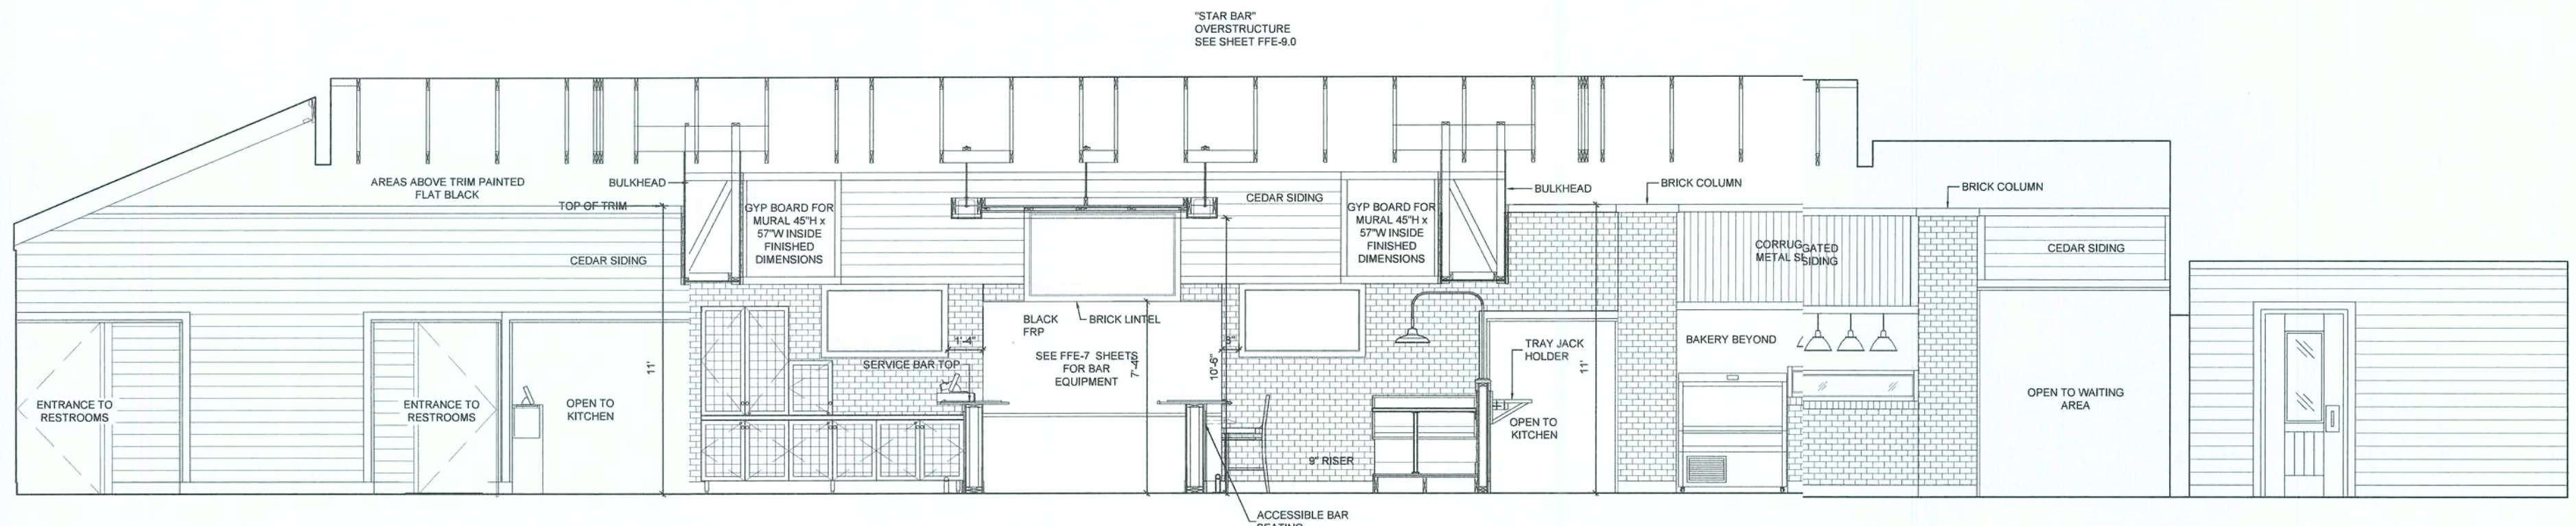 "STAR BAR"
OVERSTRUCTURE
SEE SHEET FFE-9.0
AREAS ABOVE TRIM PAINTED
FLAT BLACK
BULKHEAD
TOP OF TRIM
CEDAR SIDING
GYP BOARD FOR
MURAL 45"H x
57"W INSIDE
FINISHED
DIMENSIONS
CEDAR SIDING
GYP BOARD FOR
MURAL 45"H x
57"W INSIDE
FINISHED
DIMENSIONS
BULKHEAD
BRICK COLUMN
BRICK COLUMN
CORRUG
METAL SI
GATED
SIDING
CEDAR SIDING
BLACK
FRP
BRICK LINTEL
1'-4"
3"
SERVICE BAR TOP
SEE FFE-7 SHEETS
FOR BAR
EQUIPMENT
7'-4"
10'-6"
11'
11'
TRAY JACK
HOLDER
BAKERY BEYOND
ENTRANCE TO
RESTROOMS
ENTRANCE TO
RESTROOMS
OPEN TO
KITCHEN
OPEN TO
KITCHEN
OPEN TO WAITING
AREA
9" RISER
ACCESSIBLE BAR
SEATING